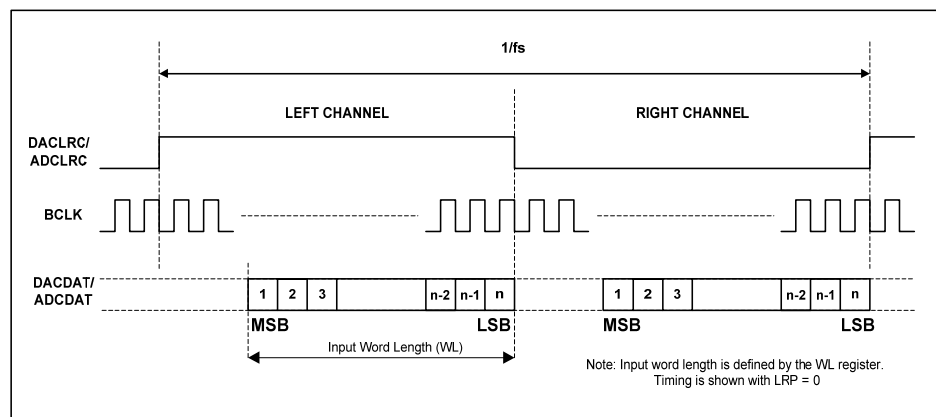 1/fs
LEFT CHANNEL
RIGHT CHANNEL
DACLRC/
ADCLRC
BCLK
DACDAT/
ADCDAT
1 2 3 n-2 n-1 n 1 2 3 n-2 n-1 n
MSB LSB MSB LSB
Input Word Length (WL)
Note: Input word length is defined by the WL register.
Timing is shown with LRP = 0